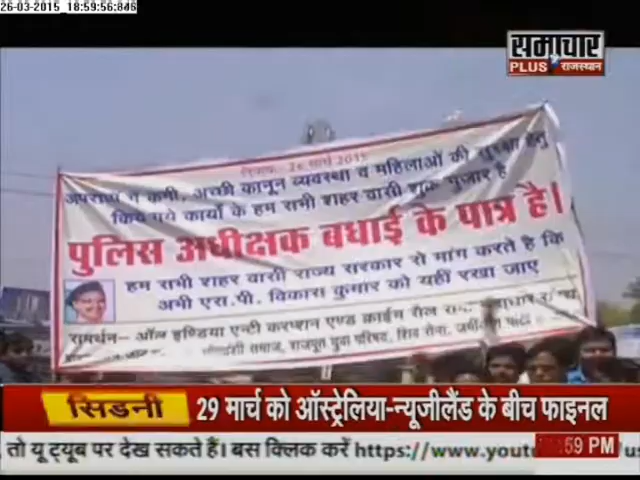 26-03-2015 18:59:56:846
समाचार
PLUS राजस्थान
दिनांक- 26 मार्च 2015
अपराधों में कमी, अच्छी कानून व्यवस्था व महिलाओं की सुरक्षा हेतु
किये गये कार्यो के हम सभी शहर वासी शुक्र गुजार है
पुलिस अधीक्षक बधाई के पात्र है।
हम सभी शहर वासी राज्य सरकार से मांग करते है कि
अभी एस.पी. विकास कुमार को यहीं रखा जाए
समर्थन– ऑल इण्डिया एन्टी करप्शन एण्ड क्राईम सैल
समाज, राजपूत युवा परिषद, शिव सेना,
सिडनी
29 मार्च को ऑस्ट्रेलिया-न्यूजीलैंड के बीच फाइनल
तो यू ट्यूब पर देख सकते हैं। बस क्लिक करें https://www.yout
:59 PM